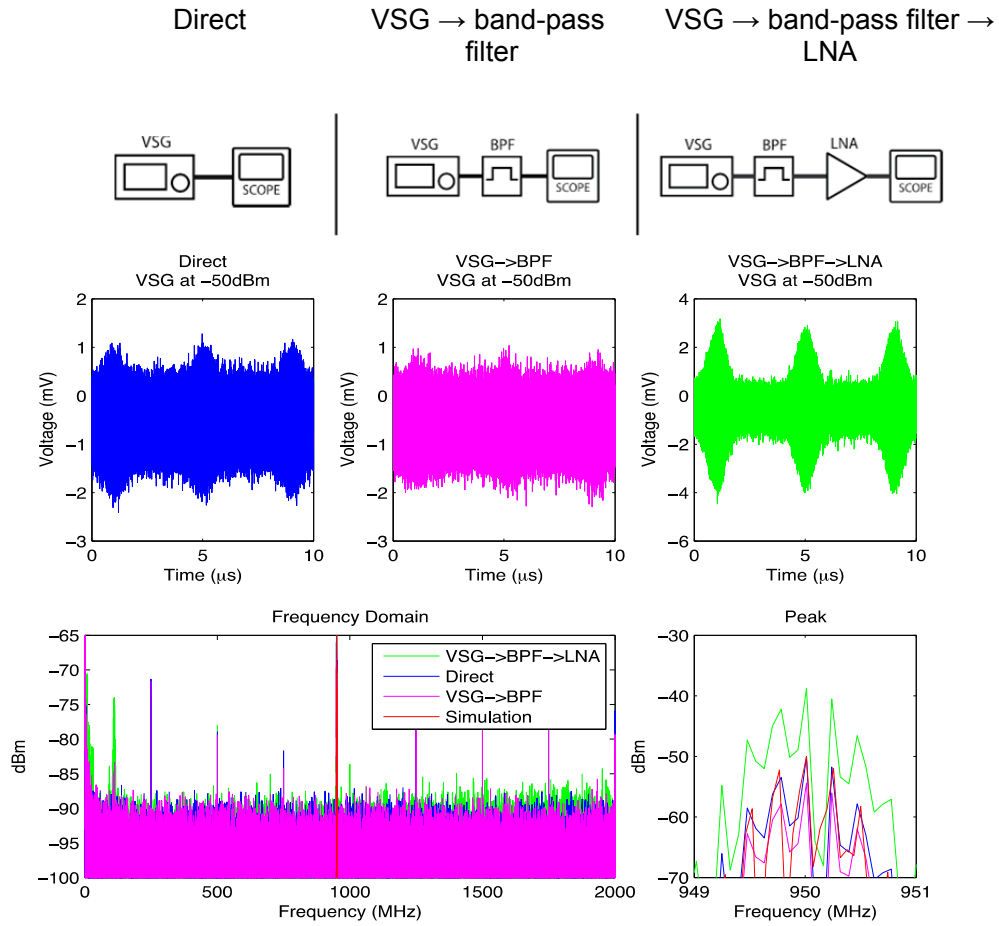 Direct
VSG → band-pass
filter
VSG → band-pass filter →
LNA
VSG
SCOPE
VSG
BPF
SCOPE
VSG
BPF
LNA
SCOPE
Direct
VSG at −50dBm
2
1
0
−1
−2
−3
Voltage (mV)
0
5
10
Time (μs)
VSG−>BPF
VSG at −50dBm
2
1
0
−1
−2
−3
Voltage (mV)
0
5
10
Time (μs)
VSG−>BPF−>LNA
VSG at −50dBm
4
2
0
−2
−4
−6
Voltage (mV)
0
5
10
Time (μs)
Frequency Domain
−65
−70
−75
−80
−85
−90
−95
−100
dBm
VSG−>BPF−>LNA
Direct
VSG−>BPF
Simulation
0
500
1000
1500
2000
Frequency (MHz)
Peak
−30
−40
−50
−60
−70
dBm
949
950
951
Frequency (MHz)